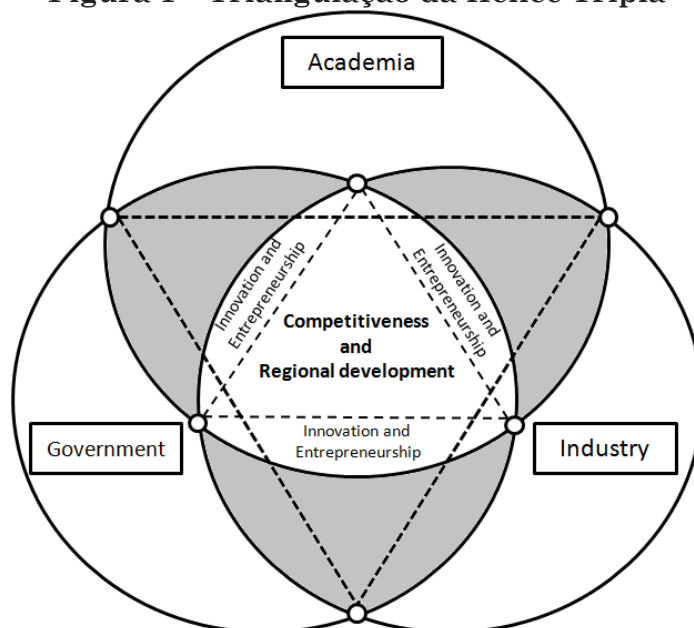 Figura 1 - Triangulação da Hélice Tripla
Academia
Innovation and
Entrepreneurship
Innovation and
Entrepreneurship
Competitiveness
and
Regional development
Innovation and
Entrepreneurship
Government
Industry